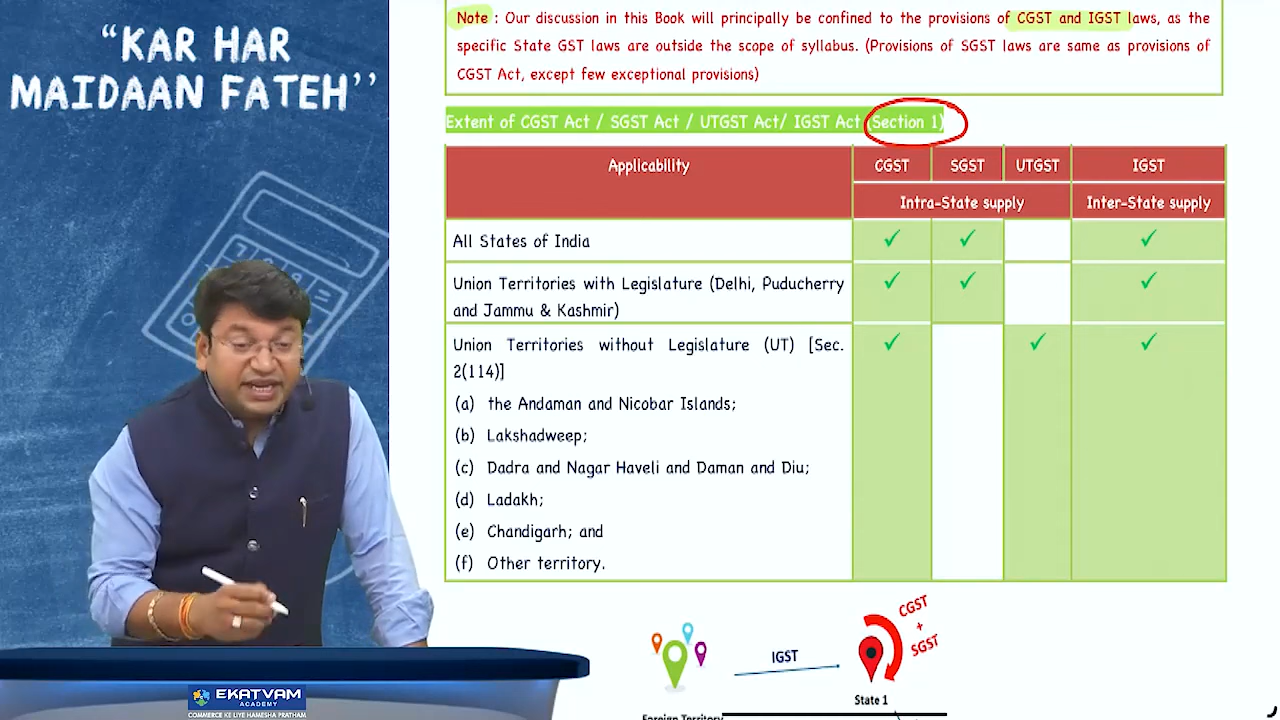 “KAR HAR
MAIDAAN FATEH’’
Note : Our discussion in this Book will principally be confined to the provisions of CGST and IGST laws, as the
specific State GST laws are outside the scope of syllabus. (Provisions of SGST laws are same as provisions of
CGST Act, except few exceptional provisions)
Extent of CGST Act / SGST Act / UTGST Act/ IGST Act (Section 1)
Applicability CGST SGST UTGST IGST
Intra-State supply Inter-State supply
All States of India ✓ ✓ ✓
Union Territories with Legislature (Delhi, Puducherry ✓ ✓ ✓
and Jammu & Kashmir)
Union Territories without Legislature (UT) [Sec. ✓ ✓ ✓
2(114)]
(a) the Andaman and Nicobar Islands;
(b) Lakshadweep;
(c) Dadra and Nagar Haveli and Daman and Diu;
(d) Ladakh;
(e) Chandigarh; and
(f) Other territory.
CGST
+
SGST
IGST
State 1
Foreign Territory
EKATVAM
ACADEMY
COMMERCE KE LIYE HAMESHA PRATHAM